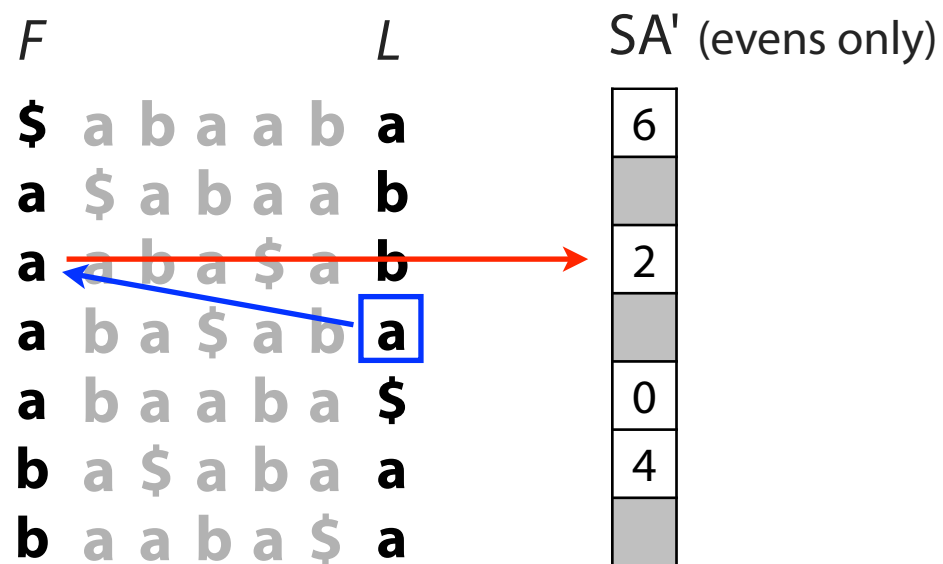 F L SA' (evens only)
$ a b a a b a 6
a $ a b a a b
a a b a $ a b 2
a b a $ a b a
a b a a b a $ 0
b a $ a b a a 4
b a a b a $ a